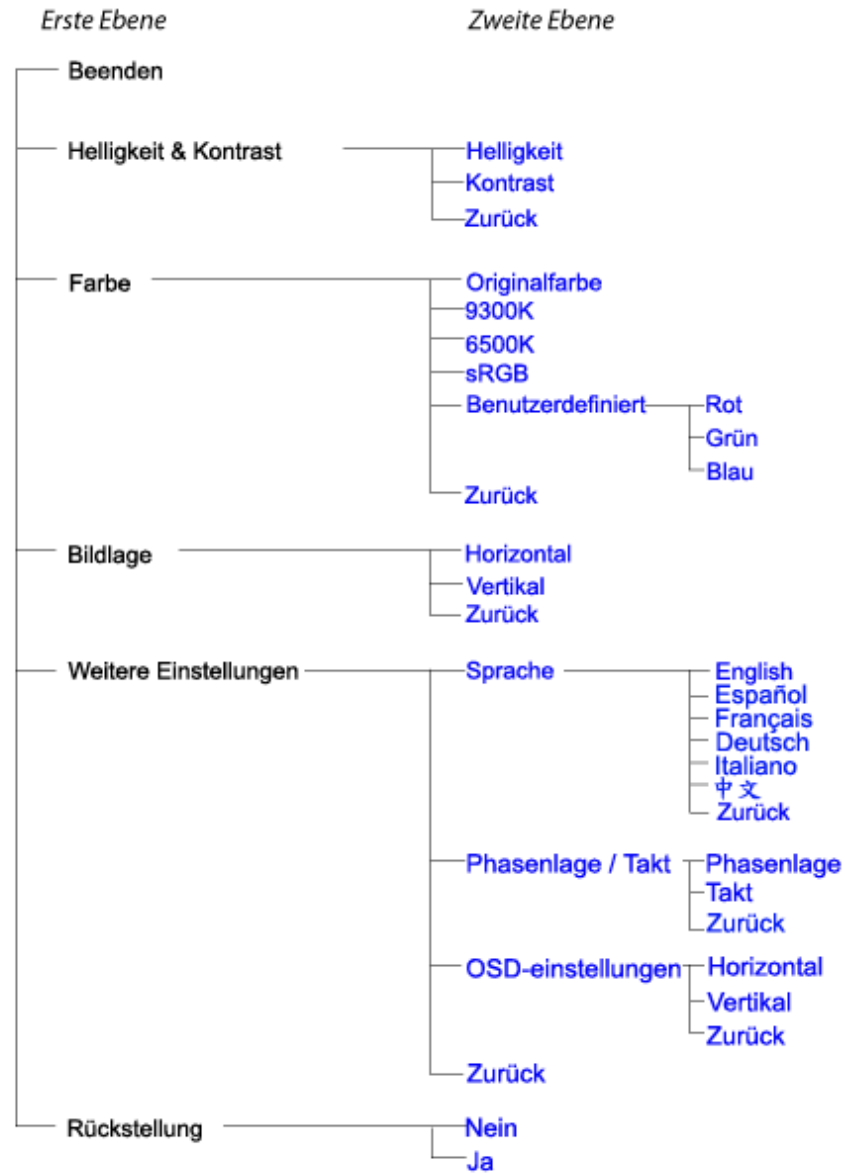 Erste Ebene Zweite Ebene
Beenden
Helligkeit & Kontrast Helligkeit
Kontrast
Zurück
Farbe Originalfarbe
9300K
6500K
sRGB
Benutzerdefiniert Rot
Grün
Blau
Zurück
Bildlage Horizontal
Vertikal
Zurück
Weitere Einstellungen Sprache English
Español
Français
Deutsch
Italiano
中文
Zurück
Phasenlage / Takt Phasenlage
Takt
Zurück
OSD-einstellungen Horizontal
Vertikal
Zurück
Zurück
Rückstellung Nein
Ja